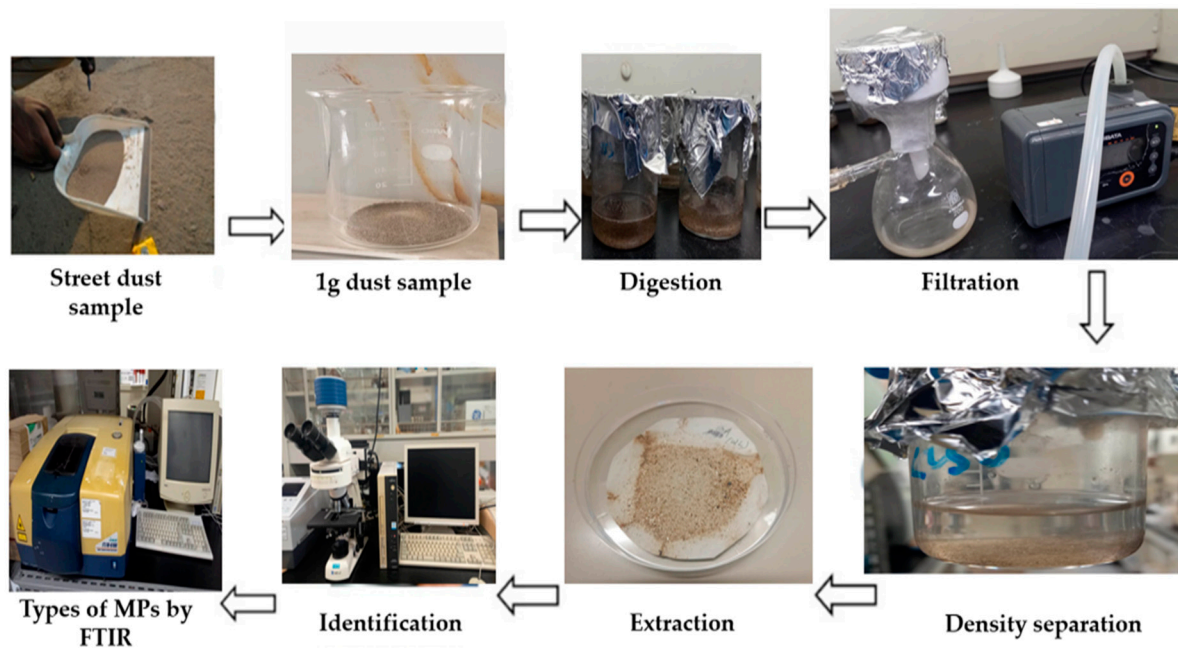 Street dust
sample
1g dust sample
Digestion
Filtration
Types of MPs by
FTIR
Identification
Extraction
Density separation